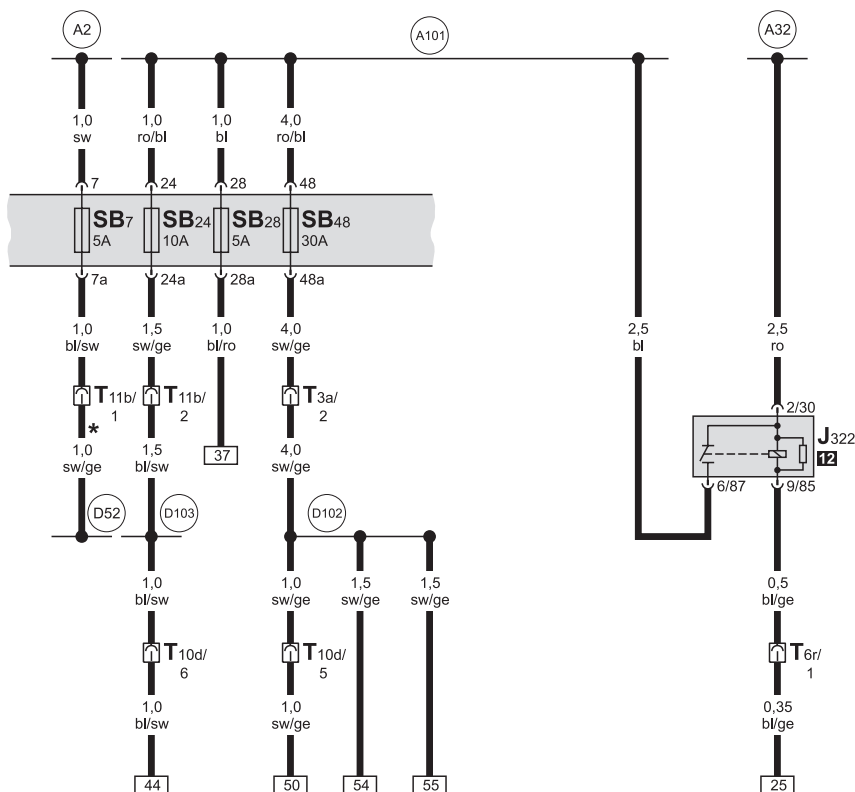 A2
A101
A32
1,0
sw
1,0
ro/bl
1,0
bl
4,0
ro/bl
7
24
28
48
SB7
5A
SB24
10A
SB28
5A
SB48
30A
7a
24a
28a
48a
1,0
bl/sw
1,5
sw/ge
1,0
bl/ro
4,0
sw/ge
2,5
bl
2,5
ro
T11b/
1
T11b/
2
T3a/
2
2/30
J322
12
*
1,0
sw/ge
1,5
bl/sw
37
4,0
sw/ge
6/87
9/85
D52
D103
D102
1,0
bl/sw
1,0
sw/ge
1,5
sw/ge
1,5
sw/ge
0,5
bl/ge
T10d/
6
T10d/
5
T6r/
1
1,0
bl/sw
1,0
sw/ge
0,35
bl/ge
44
50
54
55
25